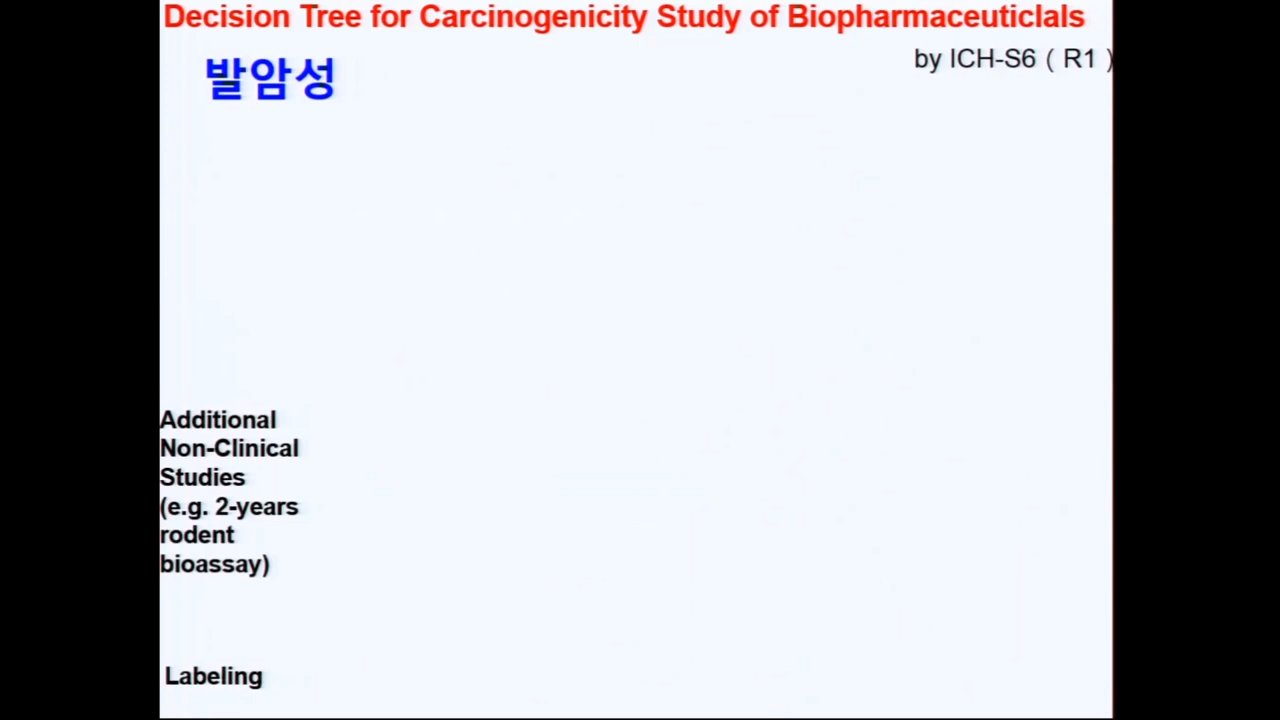 Decision Tree for Carcinogenicity Study of Biopharmaceuticlals
by ICH-S6 ( R1 )
발암성
Additional
Non-Clinical
Studies
(e.g. 2-years
rodent
bioassay)
Labeling